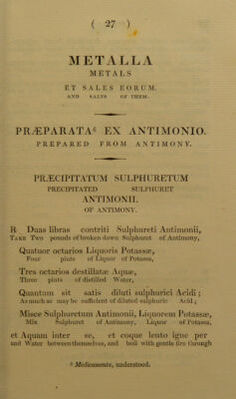 ( 27 )
METALLA
METALS
ET SALES EORUM.
AND SALTS OF THEM.
PRÆPARATA⁵ EX ANTIMONIO.
PREPARED FROM ANTIMONY.
PRÆCIPITATUM SULPHURETUM
PRECIPITATED SULPHURET
ANTIMONII.
OF ANTIMONY.
R Duas libras contriti Sulphureti Antimonii,
TAKE Two pounds of broken down Sulphuret of Antimony,
Quatuor octarios Liquoris Potassæ,
Four pints of Liquor of Potassa,
Tres octarios destillatæ Aquæ,
Three pints of distilled Water,
Quantum sit satis diluti sulphurici Acidi ;
As much as may be sufficient of diluted sulphuric Acid;
Misce Sulphuretum Antimonii, Liquorem Potassæ,
Mix Sulphuret of Antimony, Liquor of Potassa,
et Aquam inter se, et coque lento igne per
and Water between themselves, and boil with gentle fire through
⁵ Medicamenta, understood.